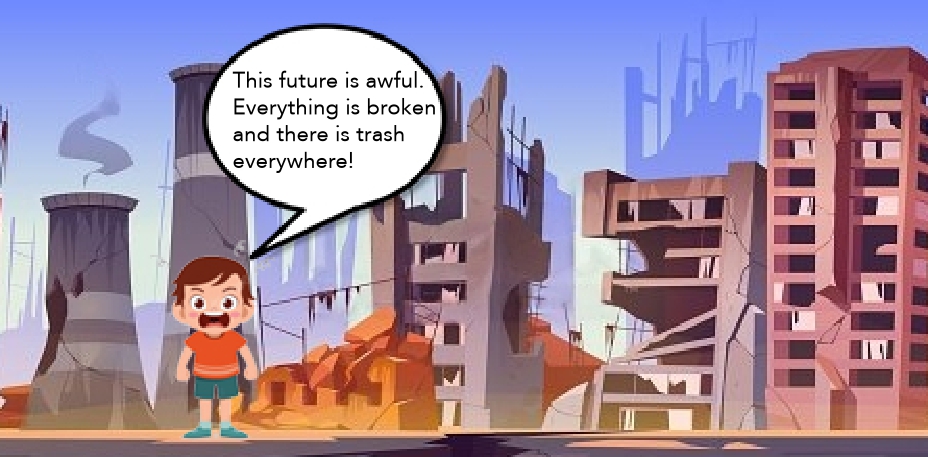 This future is awful.
Everything is broken
and there is trash
everywhere!